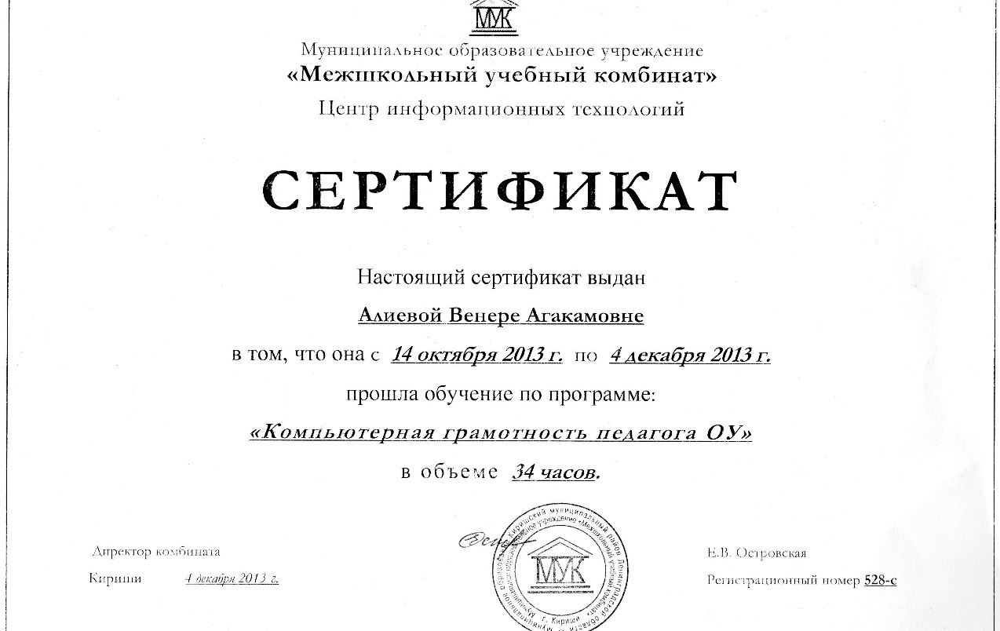 МУК
Муниципальное образовательное учреждение
«Межшкольный учебный комбинат»
Центр информационных технологий
СЕРТИФИКАТ
Настоящий сертификат выдан
Алиевой Венере Агакамовне
в том, что она с 14 октября 2013 г. по 4 декабря 2013 г.
прошла обучение по программе:
«Компьютерная грамотность педагога ОУ»
в объеме 34 часов.
Директор комбината
Е.В. Островская
Кириши 4 декабря 2013 г.
Регистрационный номер 528-с
Киришский муниципальный район Ленинградской области
Муниципальное образовательное учреждение «Межшкольный учебный комбинат»
г. Кириши
МУК